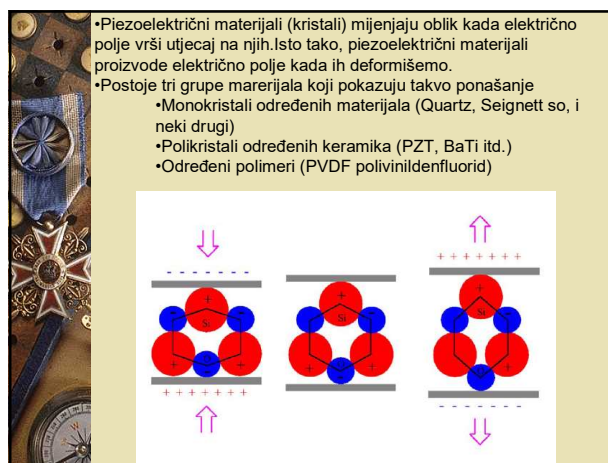 •Piezoelektrični materijali (kristali) mijenjaju oblik kada električno
polje vrši utjecaj na njih.Isto tako, piezoelektrični materijali
proizvode električno polje kada ih deformišemo.
•Postoje tri grupe marerijala koji pokazuju takvo ponašanje
•Monokristali određenih materijala (Quartz, Seignett so, i
neki drugi)
•Polikristali određenih keramika (PZT, BaTi itd.)
•Određeni polimeri (PVDF polivinildenfluorid)
- - - - - - -
+ + + + + + +
+
Si
- -
+ +
+ + + + + + +
+
Si
+ +
+
Si
+ +
- - - - - - -
W